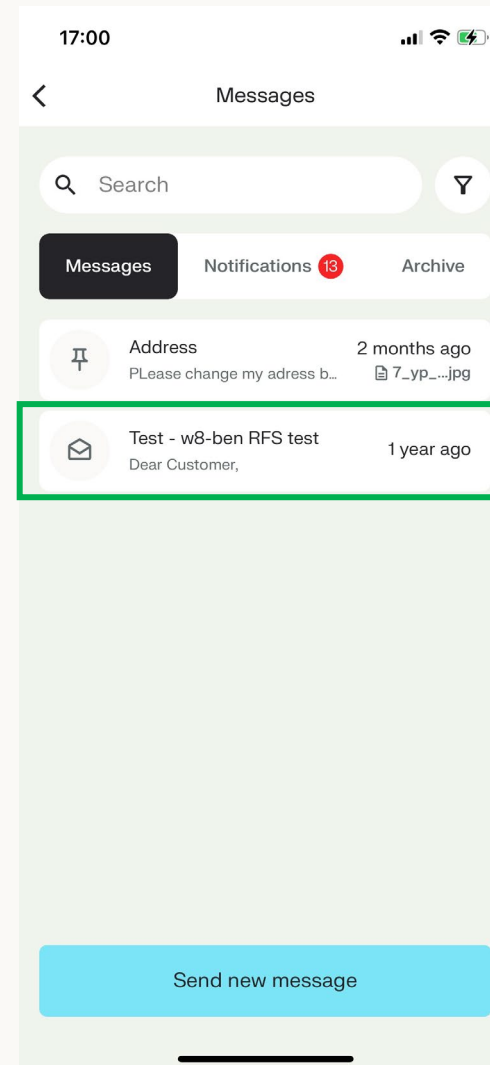 17:00
Messages
Search
Messages Notifications 13 Archive
Address 2 months ago
PLease change my adress b... 7_yp_...jpg
Test - w8-ben RFS test 1 year ago
Dear Customer,
Send new message